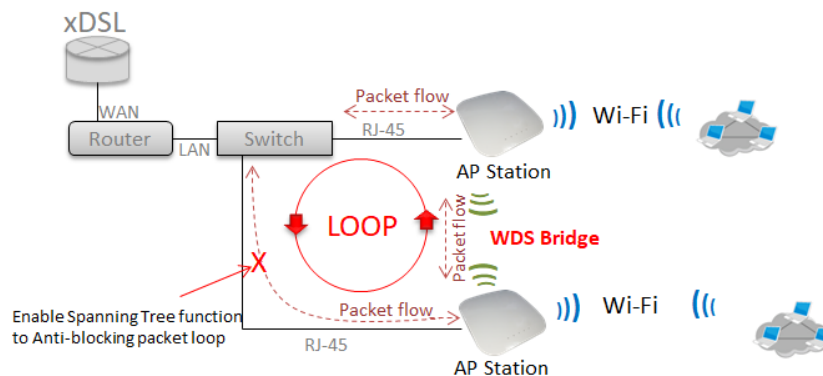 xDSL
WAN
Router
LAN
Switch
Packet flow
RJ-45
AP Station
Wi-Fi
LOOP
Packet flow
WDS Bridge
X
Enable Spanning Tree function
to Anti-blocking packet loop
Packet flow
RJ-45
AP Station
Wi-Fi